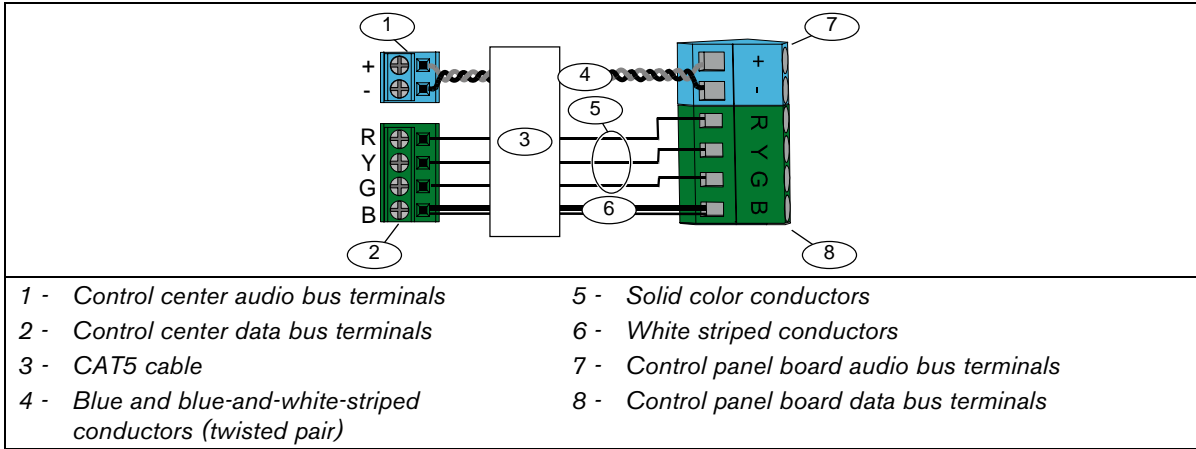 1
7
+
-
4
+
-
5
R
Y
G
B
3
R
Y
G
B
6
2
8
1 - Control center audio bus terminals
2 - Control center data bus terminals
3 - CAT5 cable
4 - Blue and blue-and-white-striped
conductors (twisted pair)
5 - Solid color conductors
6 - White striped conductors
7 - Control panel board audio bus terminals
8 - Control panel board data bus terminals